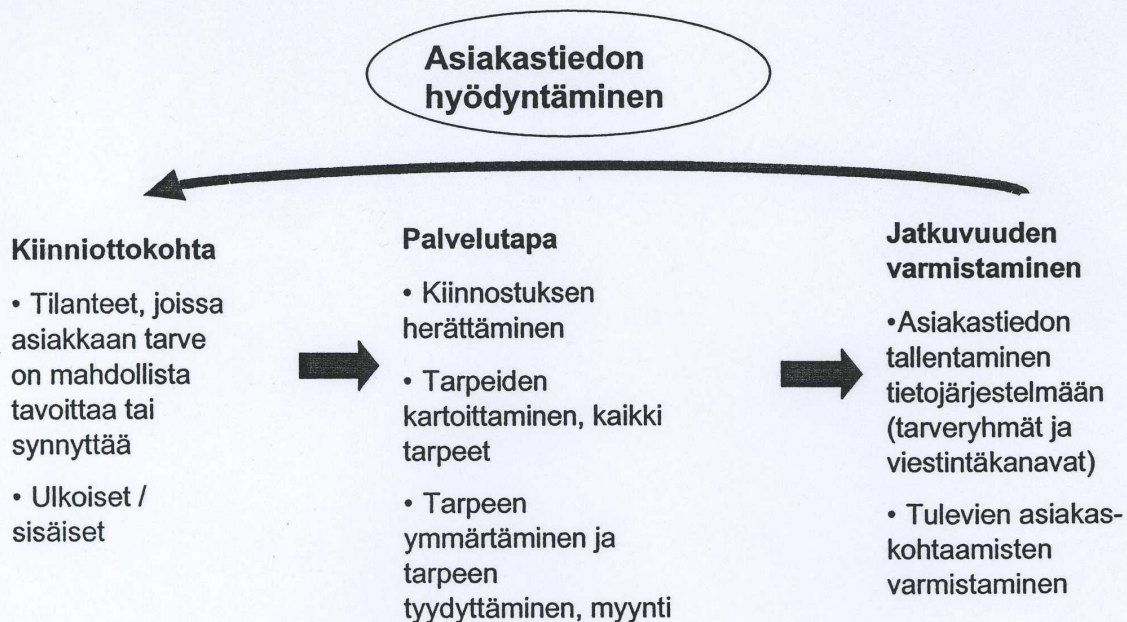 Asiakastiedon
hyödyntäminen
Kiinniottokohta
• Tilanteet, joissa
asiakkaan tarve
on mahdollista
tavoittaa tai
synnyttää
• Ulkoiset /
sisäiset
Palvelutapa
• Kiinnostuksen
herättäminen
• Tarpeiden
kartoittaminen, kaikki
tarpeet
• Tarpeen
ymmärtäminen ja
tarpeen
tyydyttäminen, myynti
Jatkuvuuden
varmistaminen
•Asiakastiedon
tallentaminen
tietojärjestelmään
(tarveryhmät ja
viestintäkanavat)
• Tulevien asiakas-
kohtaamisten
varmistaminen